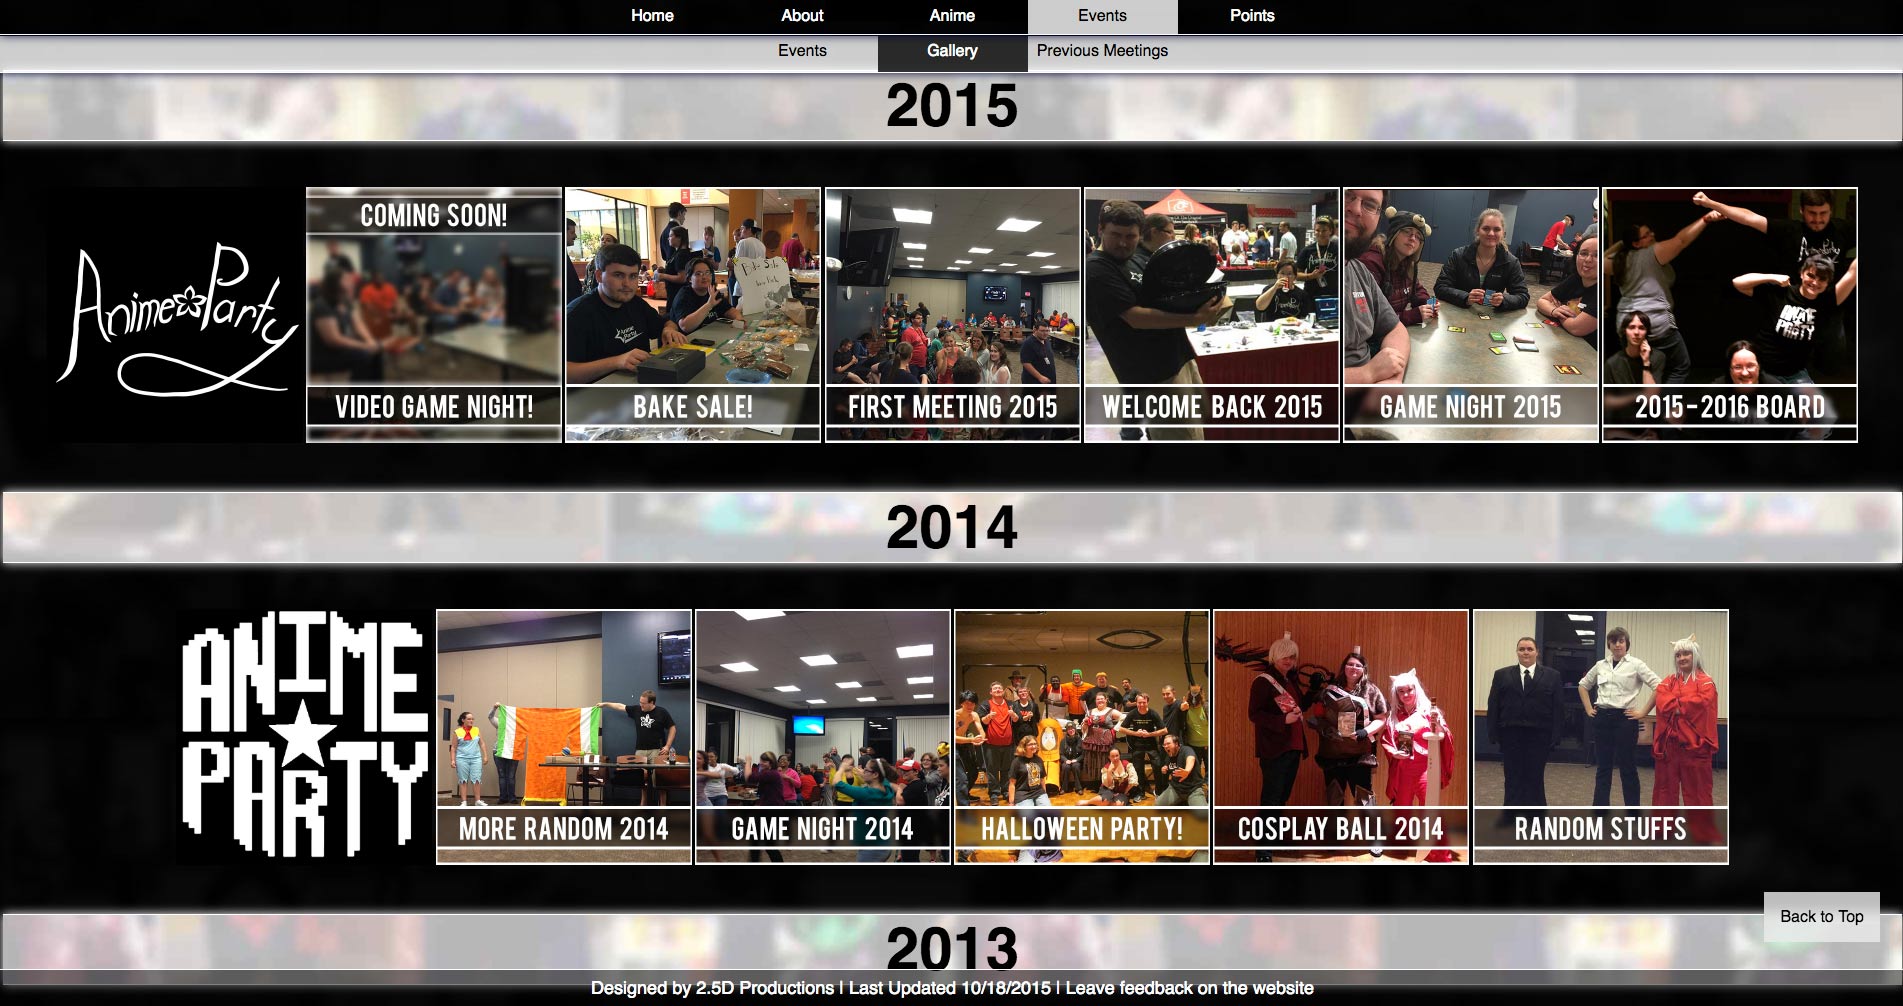 Home About Anime Events Points
Events Gallery Previous Meetings
2015
Anime Party
COMING SOON!
VIDEO GAME NIGHT!
BAKE SALE!
FIRST MEETING 2015
WELCOME BACK 2015
GAME NIGHT 2015
2015-2016 BOARD
2014
ANIME
PARTY
MORE RANDOM 2014
GAME NIGHT 2014
HALLOWEEN PARTY!
COSPLAY BALL 2014
RANDOM STUFFS
Back to Top
2013
Designed by 2.5D Productions | Last Updated 10/18/2015 | Leave feedback on the website